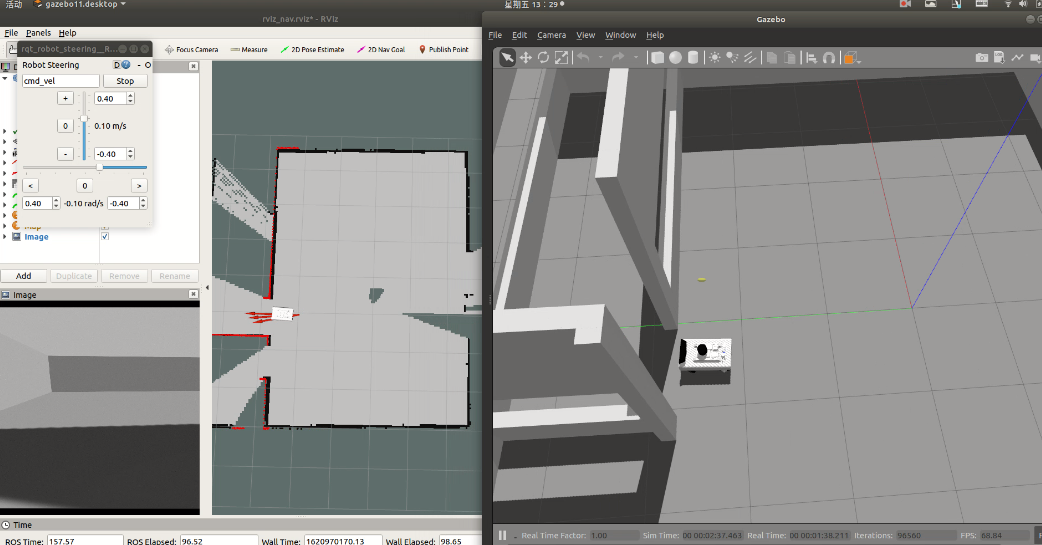 活动 gazebo11.desktop
星期五 13 : 29
rviz_nav.rviz* - RViz
File Panels Help
rqt_robot_steering__R...
Focus Camera Measure 2D Pose Estimate 2D Nav Goal Publish Point
Robot Steering D - O
cmd_vel Stop
+ 0.40
0 0.10 m/s
- -0.40
< 0 >
0.40 -0.10 rad/s -0.40
Map
Image
Add Duplicate Remove Rename
Image
Time
ROS Time: 157.57 ROS Elapsed: 96.52 Wall Time: 1620970170.13 Wall Elapsed: 98.65
Gazebo
File Edit Camera View Window Help
Real Time Factor: 1.00 Sim Time: 00 00:02:37.463 Real Time: 00 00:01:38.211 Iterations: 96560 FPS: 68.84